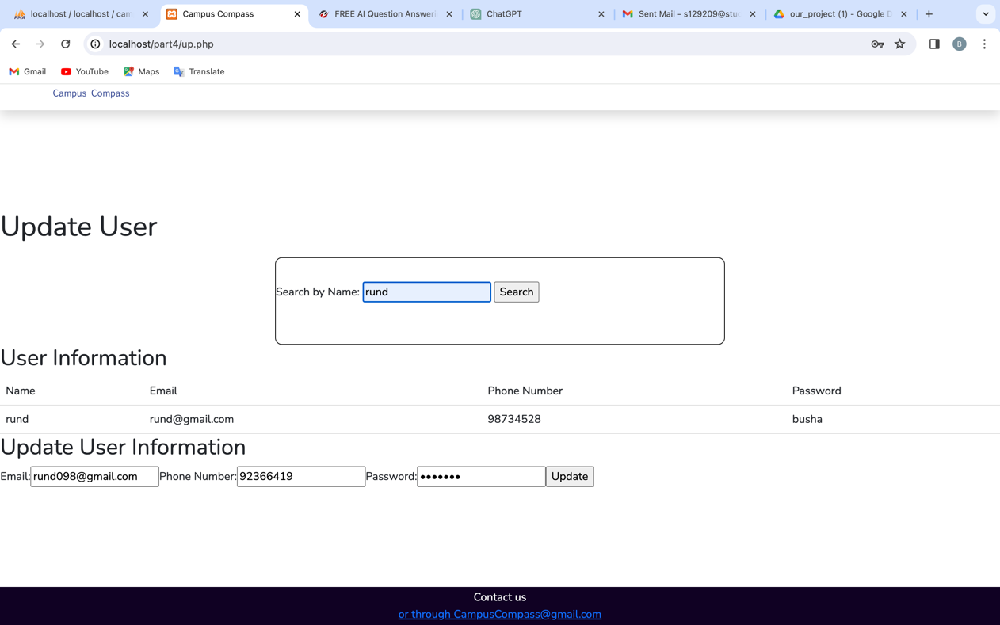 localhost / localhost / cam
Campus Compass
FREE AI Question Answeri
ChatGPT
Sent Mail - s129209@stu
our_project (1) - Google D
localhost/part4/up.php
B
Gmail
YouTube
Maps
Translate
Campus Compass
Update User
Search by Name: rund Search
User Information
Name Email Phone Number Password
rund rund@gmail.com 98734528 busha
Update User Information
Email: rund098@gmail.com Phone Number: 92366419 Password: ••••••• Update
Contact us
or through CampusCompass@gmail.com